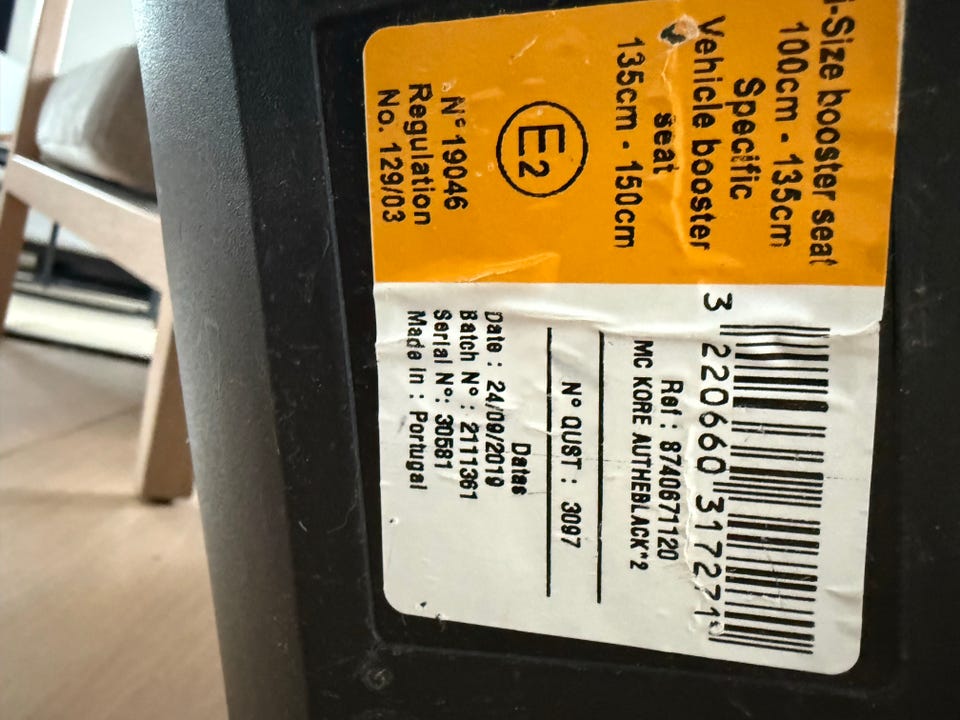 i-Size booster seat
100cm - 135cm
Specific
Vehicle booster
seat
135cm - 150cm
E2
N° 19046
Regulation
No. 129/03
3 220660 317271
Ref : 8740671120
MC KORE AUTHEBLACK*2
N° QUST : 3097
Datas
Date : 24/09/2019
Batch N° : 2111361
Serial N° : 30581
Made in : Portugal